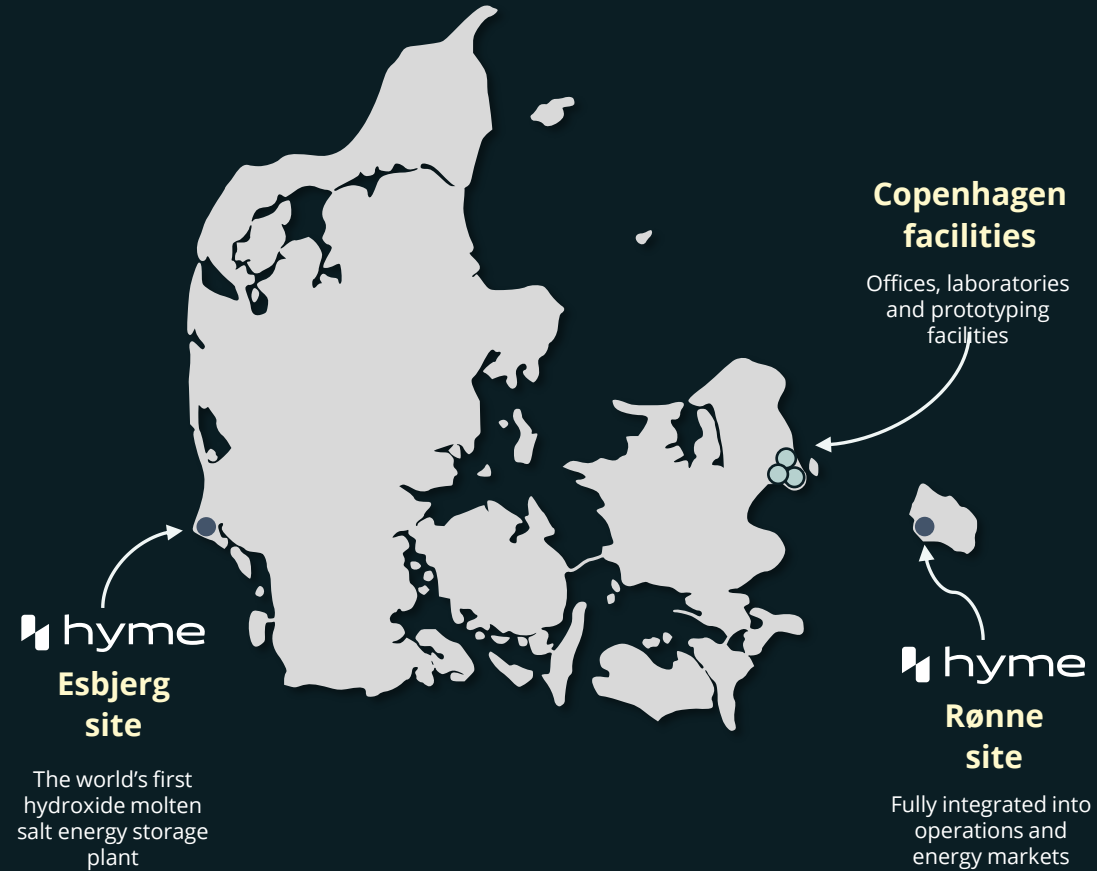 Copenhagen
facilities
Offices, laboratories
and prototyping
facilities
hyme
Esbjerg
site
The world’s first
hydroxide molten
salt energy storage
plant
hyme
Rønne
site
Fully integrated into
operations and
energy markets